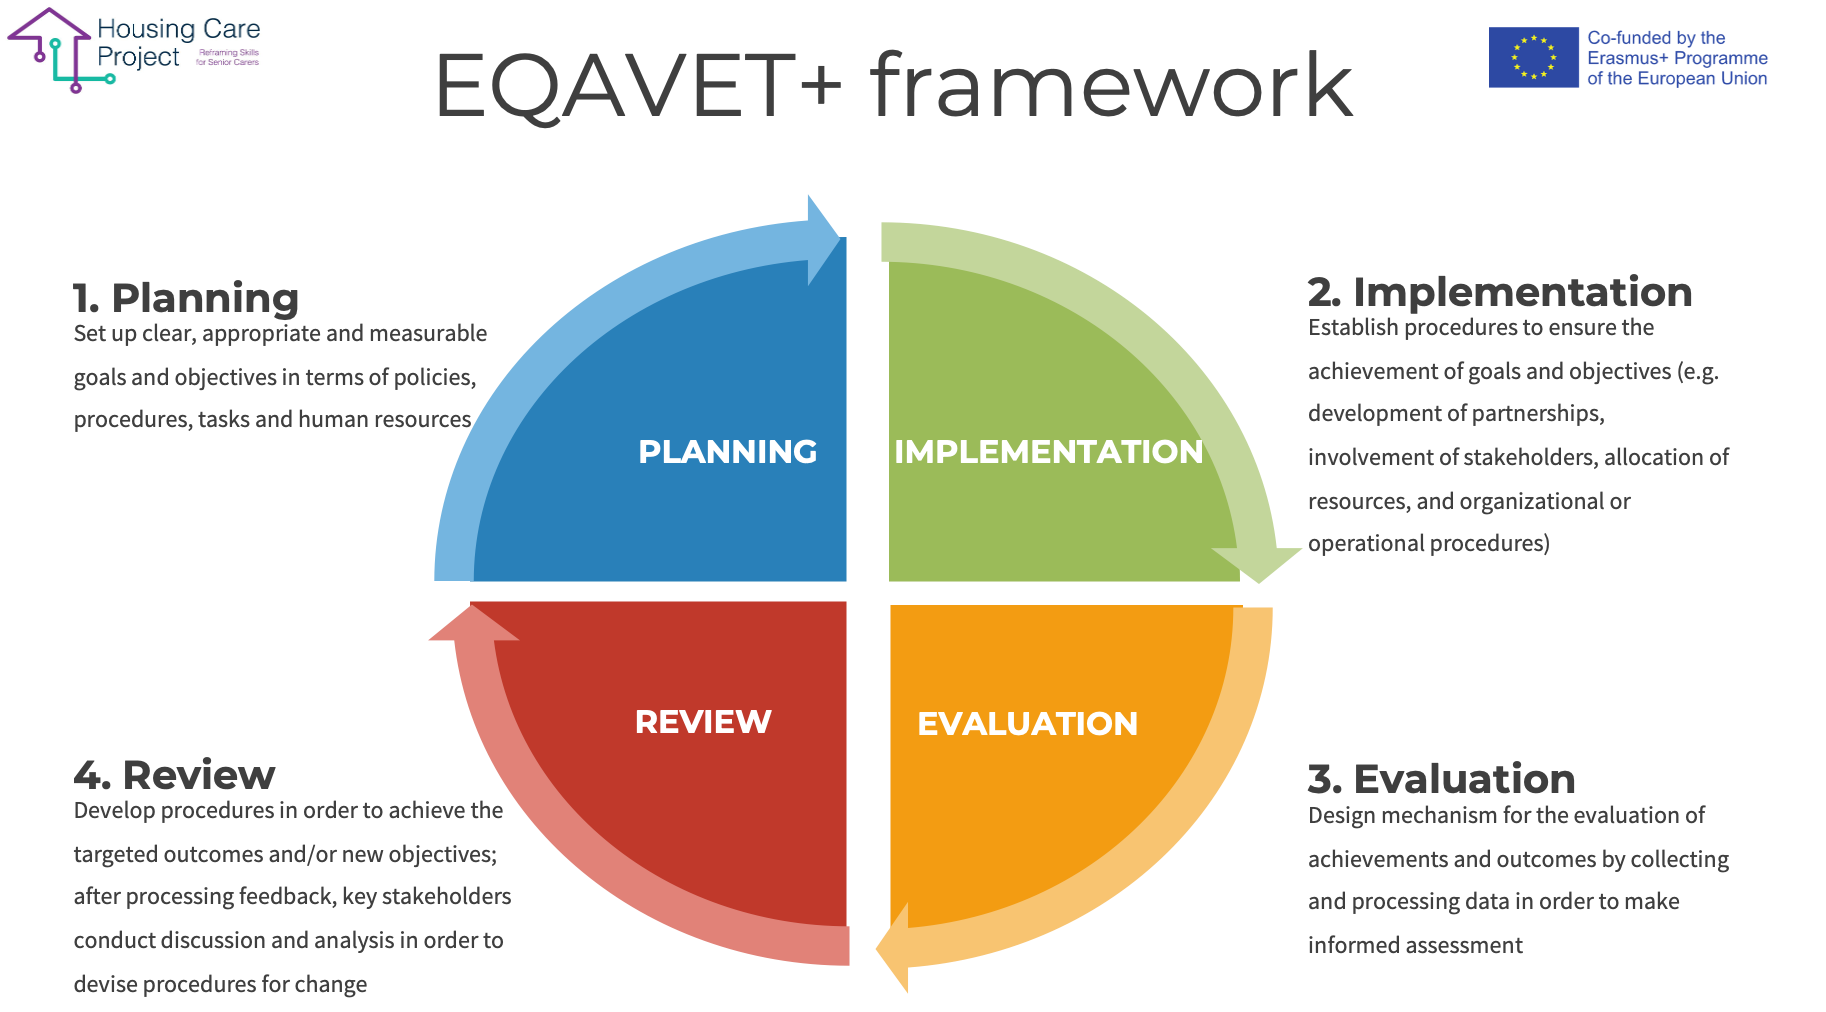 Housing Care
Project
Reframing Skills
for Senior Carers
EQAVET+ framework
Co-funded by the
Erasmus+ Programme
of the European Union
1. Planning
Set up clear, appropriate and measurable
goals and objectives in terms of policies,
procedures, tasks and human resources
PLANNING
IMPLEMENTATION
2. Implementation
Establish procedures to ensure the
achievement of goals and objectives (e.g.
development of partnerships,
involvement of stakeholders, allocation of
resources, and organizational or
operational procedures)
REVIEW
EVALUATION
4. Review
Develop procedures in order to achieve the
targeted outcomes and/or new objectives;
after processing feedback, key stakeholders
conduct discussion and analysis in order to
devise procedures for change
3. Evaluation
Design mechanism for the evaluation of
achievements and outcomes by collecting
and processing data in order to make
informed assessment